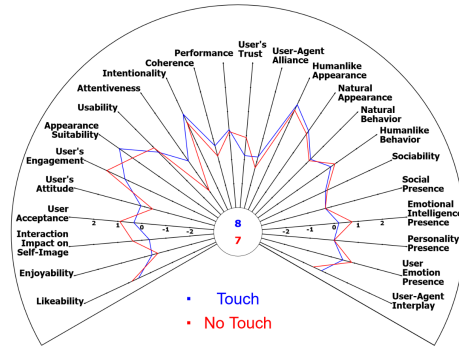 Performance
User's
Trust
User-Agent
Alliance
Coherence
Humanlike
Appearance
Intentionality
Natural
Appearance
Attentiveness
Natural
Behavior
Usability
Humanlike
Behavior
Appearance
Suitability
Sociability
User's
Engagement
Social
Presence
User's
Attitude
Emotional
Intelligence
Presence
User
Acceptance
2 1 0 -1 -2
-2 -1 0 1 2
8
7
Personality
Presence
Interaction
Impact on
Self-Image
User
Emotion
Presence
Enjoyability
User-Agent
Interplay
Likeability
Touch
No Touch